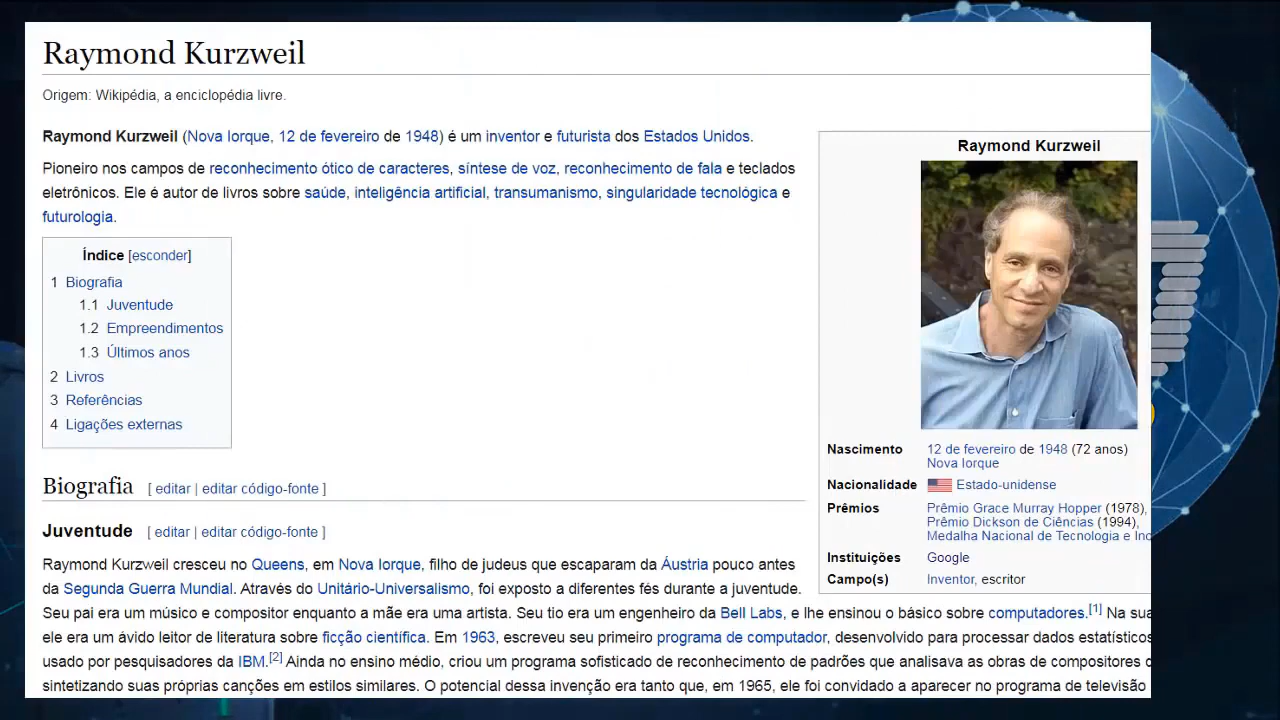 Raymond Kurzweil
Origem: Wikipédia, a enciclopédia livre.
Raymond Kurzweil (Nova Iorque, 12 de fevereiro de 1948) é um inventor e futurista dos Estados Unidos.
Pioneiro nos campos de reconhecimento ótico de caracteres, síntese de voz, reconhecimento de fala e teclados
eletrônicos. Ele é autor de livros sobre saúde, inteligência artificial, transumanismo, singularidade tecnológica e
futurologia.
Índice [esconder]
1 Biografia
1.1 Juventude
1.2 Empreendimentos
1.3 Últimos anos
2 Livros
3 Referências
4 Ligações externas
Raymond Kurzweil
Nascimento 12 de fevereiro de 1948 (72 anos)
Nova Iorque
Nacionalidade Estado-unidense
Prêmios Prêmio Grace Murray Hopper (1978),
Prêmio Dickson de Ciências (1994),
Medalha Nacional de Tecnologia e
Instituições Google
Campo(s) Inventor, escritor
Biografia [ editar | editar código-fonte ]
Juventude [ editar | editar código-fonte ]
Raymond Kurzweil cresceu no Queens, em Nova Iorque, filho de judeus que escaparam da Áustria pouco antes
da Segunda Guerra Mundial. Através do Unitário-Universalismo, foi exposto a diferentes fés durante a juventude.
Seu pai era um músico e compositor enquanto a mãe era uma artista. Seu tio era um engenheiro da Bell Labs, e lhe ensinou o básico sobre computadores.[1] Na sua
ele era um ávido leitor de literatura sobre ficção científica. Em 1963, escreveu seu primeiro programa de computador, desenvolvido para processar dados estatísticos
usado por pesquisadores da IBM.[2] Ainda no ensino médio, criou um programa sofisticado de reconhecimento de padrões que analisava as obras de compositores
sintetizando suas próprias canções em estilos similares. O potencial dessa invenção era tanto que, em 1965, ele foi convidado a aparecer no programa de televisão